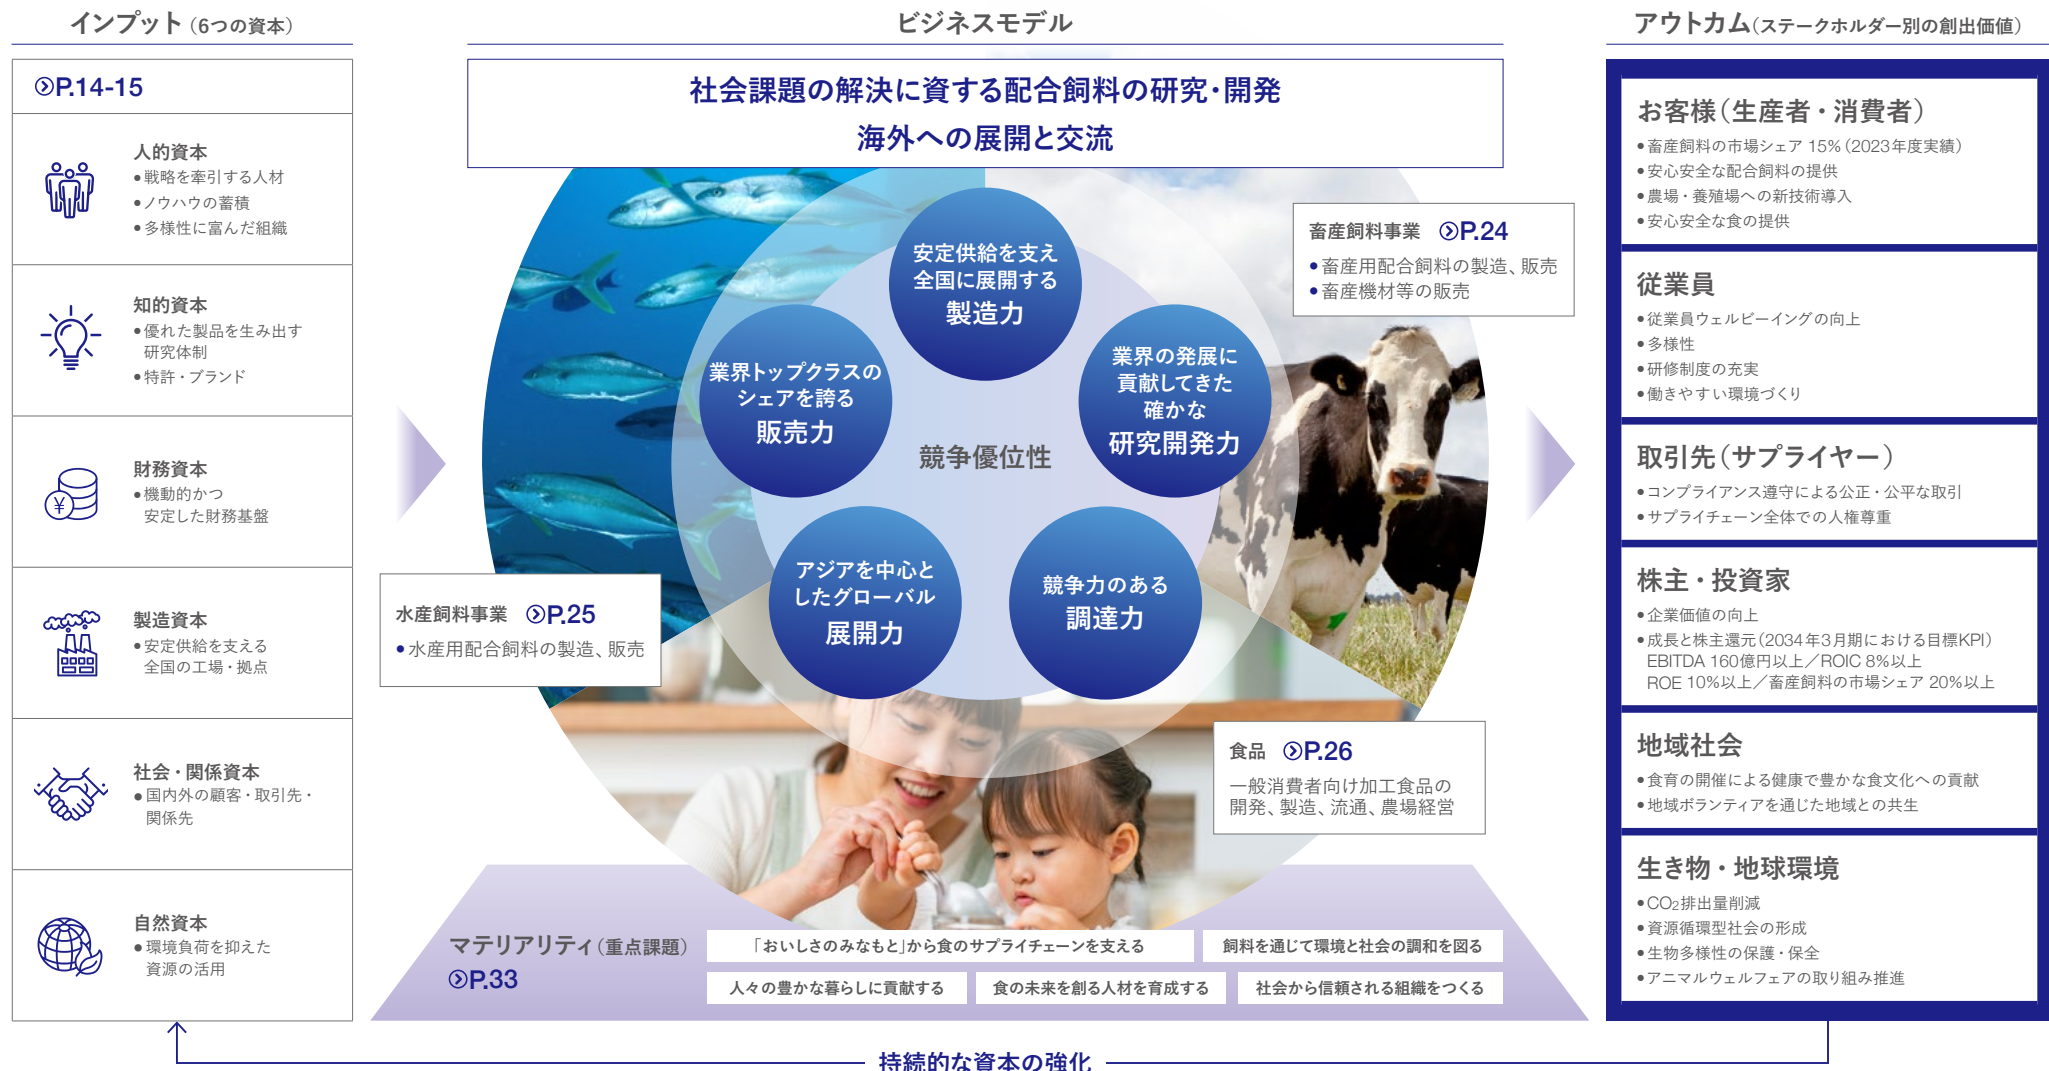 インプット（6つの資本）
P.14-15
人的資本
●戦略を牽引する人材
●ノウハウの蓄積
●多様性に富んだ組織
知的資本
●優れた製品を生み出す
研究体制
●特許・ブランド
財務資本
●機動的かつ
安定した財務基盤
製造資本
●安定供給を支える
全国の工場・拠点
社会・関係資本
●国内外の顧客・取引先・
関係先
自然資本
●環境負荷を抑えた
資源の活用
ビジネスモデル
社会課題の解決に資する配合飼料の研究・開発
海外への展開と交流
安定供給を支え
全国に展開する
製造力
業界トップクラスの
シェアを誇る
販売力
業界の発展に
貢献してきた
確かな
研究開発力
競争優位性
アジアを中心と
したグローバル
展開力
競争力のある
調達力
畜産飼料事業 P.24
●畜産用配合飼料の製造、販売
●畜産機材等の販売
水産飼料事業 P.25
●水産用配合飼料の製造、販売
食品 P.26
一般消費者向け加工食品の
開発、製造、流通、農場経営
マテリアリティ（重点課題）
P.33
「おいしさのみなもと」から食のサプライチェーンを支える
飼料を通じて環境と社会の調和を図る
人々の豊かな暮らしに貢献する
食の未来を創る人材を育成する
社会から信頼される組織をつくる
アウトカム（ステークホルダー別の創出価値）
お客様（生産者・消費者）
●畜産飼料の市場シェア 15%（2023年度実績）
●安心安全な配合飼料の提供
●農場・養殖場への新技術導入
●安心安全な食の提供
従業員
●従業員ウェルビーイングの向上
●多様性
●研修制度の充実
●働きやすい環境づくり
取引先（サプライヤー）
●コンプライアンス遵守による公正・公平な取引
●サプライチェーン全体での人権尊重
株主・投資家
●企業価値の向上
●成長と株主還元（2034年3月期における目標KPI）
EBITDA 160億円以上／ROIC 8%以上
ROE 10%以上／畜産飼料の市場シェア 20%以上
地域社会
●食育の開催による健康で豊かな食文化への貢献
●地域ボランティアを通じた地域との共生
生き物・地球環境
●CO2排出量削減
●資源循環型社会の形成
●生物多様性の保護・保全
●アニマルウェルフェアの取り組み推進
持続的な資本の強化